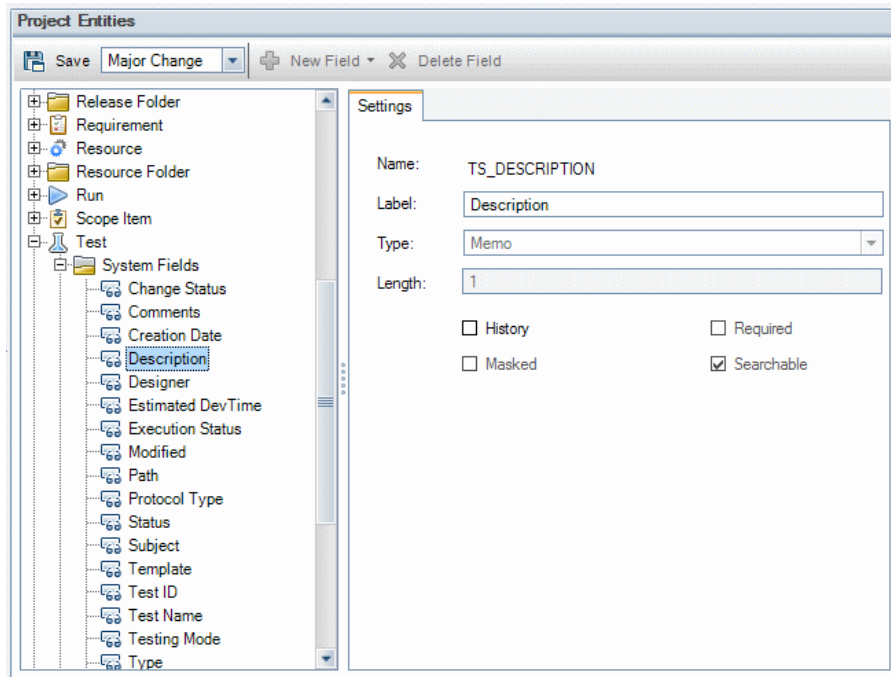 Project Entities
Save Major Change New Field Delete Field
Release Folder
Requirement
Resource
Resource Folder
Run
Scope Item
Test
System Fields
Change Status
Comments
Creation Date
Description
Designer
Estimated DevTime
Execution Status
Modified
Path
Protocol Type
Status
Subject
Template
Test ID
Test Name
Testing Mode
Type
Settings
Name: TS_DESCRIPTION
Label: Description
Type: Memo
Length: 1
History Required
Masked Searchable